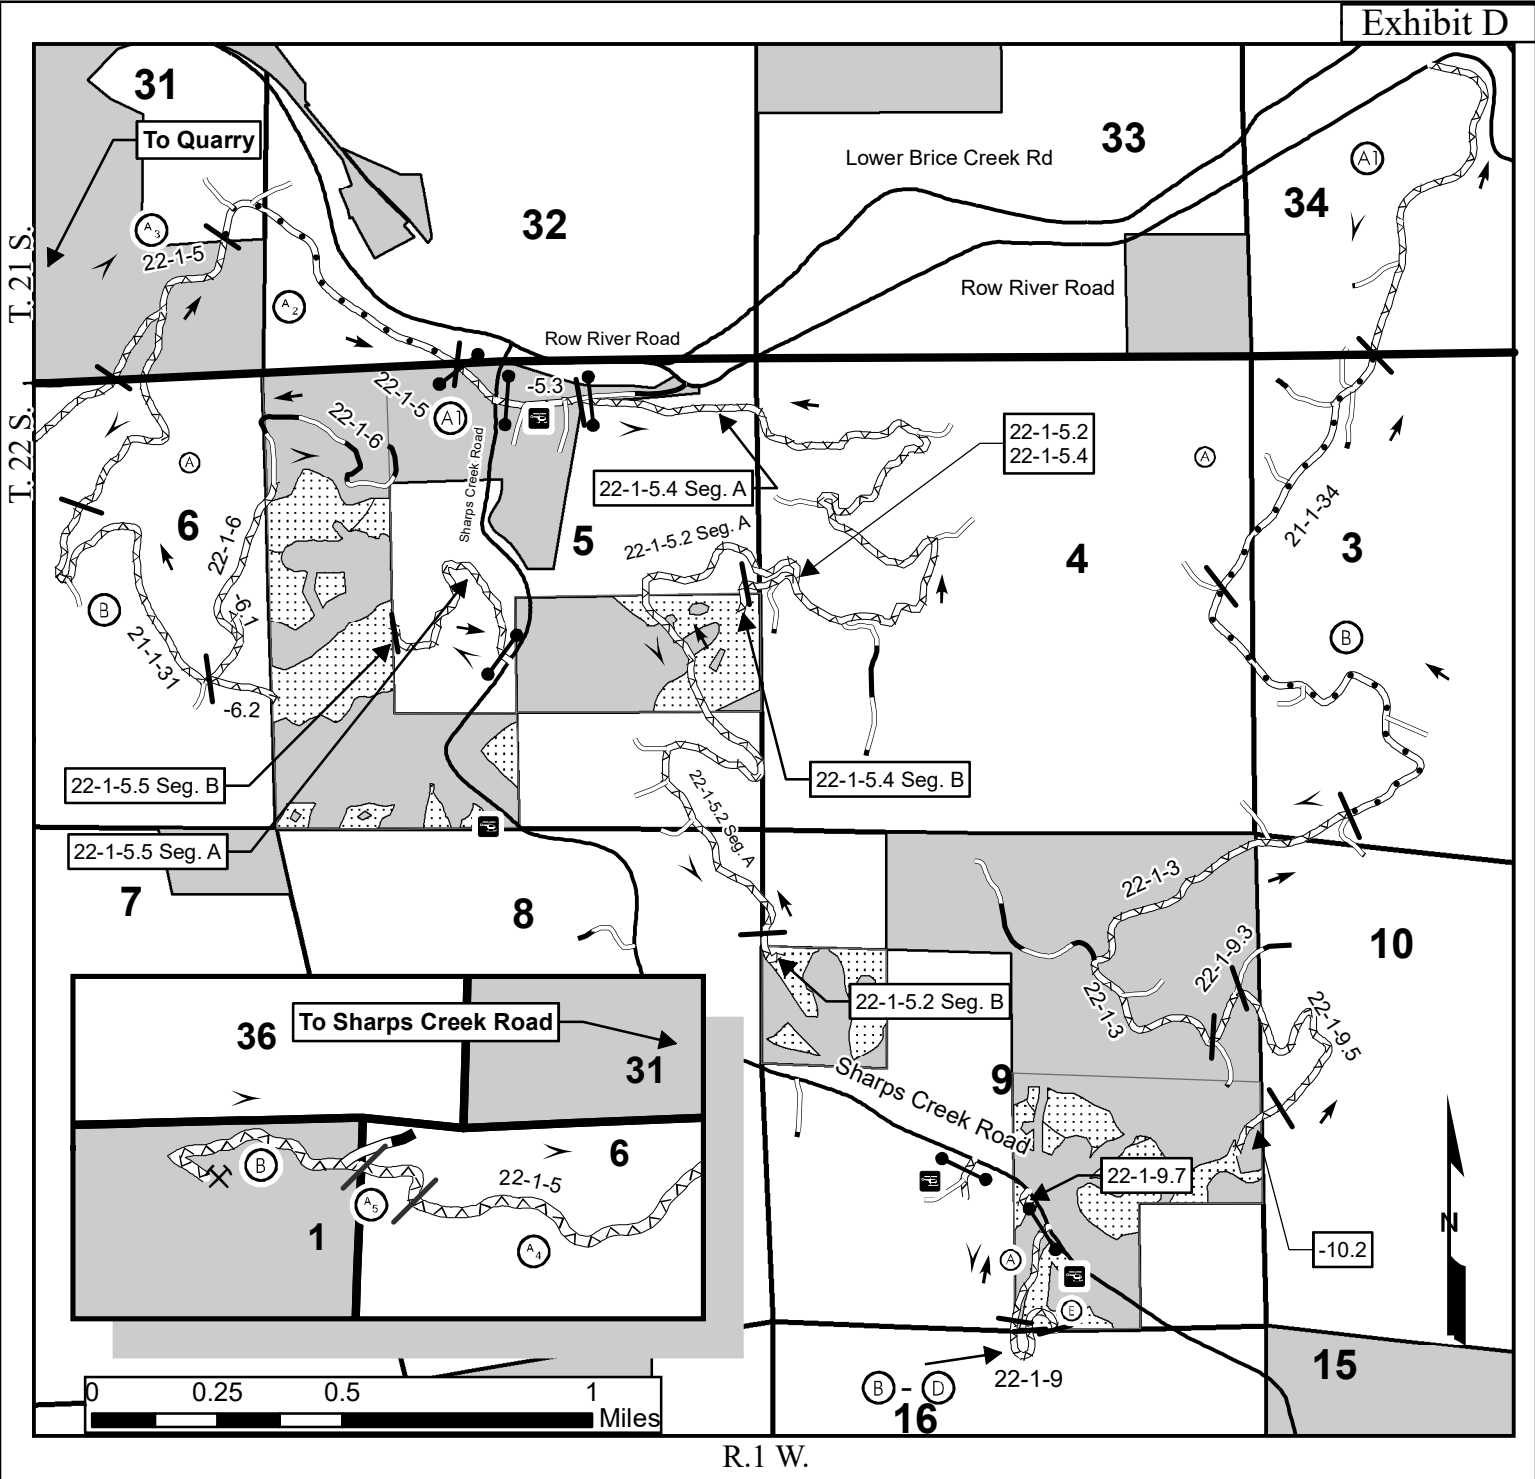 Exhibit D
31
To Quarry
33
Lower Brice Creek Rd
A1
34
32
A3
22-1-5
T. 21 S.
A2
Row River Road
Row River Road
-5.3
22-1-5
A1
22-1-6
T. 22 S.
Sharps Creek Road
22-1-5.2
22-1-5.4
A
A
22-1-5.4 Seg. A
6
22-1-6
5
22-1-5.2 Seg. A
4
21-1-34
3
B
-6.1
21-1-31
-6.2
B
22-1-5.5 Seg. B
22-1-5.4 Seg. B
22-1-5.2 Seg. A
22-1-5.5 Seg. A
7
8
22-1-3
10
22-1-9.3
22-1-5.2 Seg. B
22-1-3
22-1-9.5
36
To Sharps Creek Road
31
9
Sharps Creek Road
B
6
22-1-5
A5
1
A4
22-1-9.7
N
-10.2
A
E
15
B - D
22-1-9
16
0 0.25 0.5 1
Miles
R.1 W.